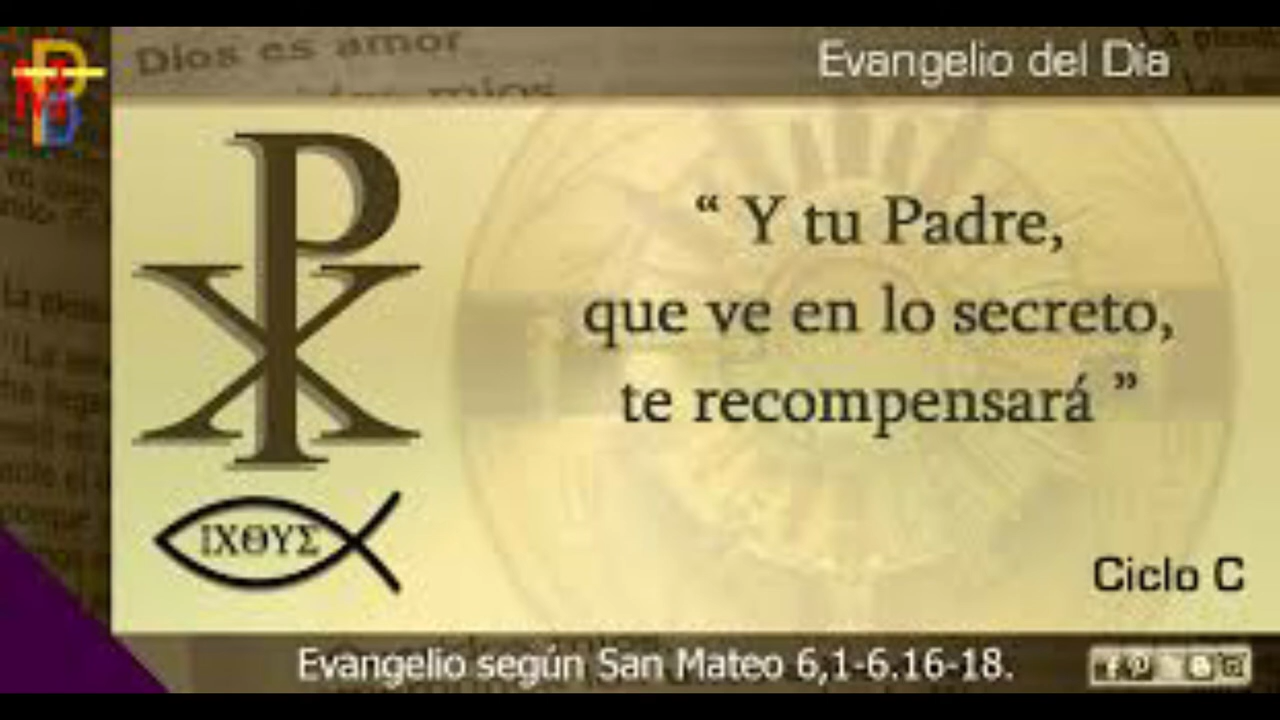 Dios es amor
Evangelio del Día
“ Y tu Padre,
que ve en lo secreto,
te recompensará ”
ΙΧΘΥΣ
Ciclo C
Evangelio según San Mateo 6,1-6.16-18.